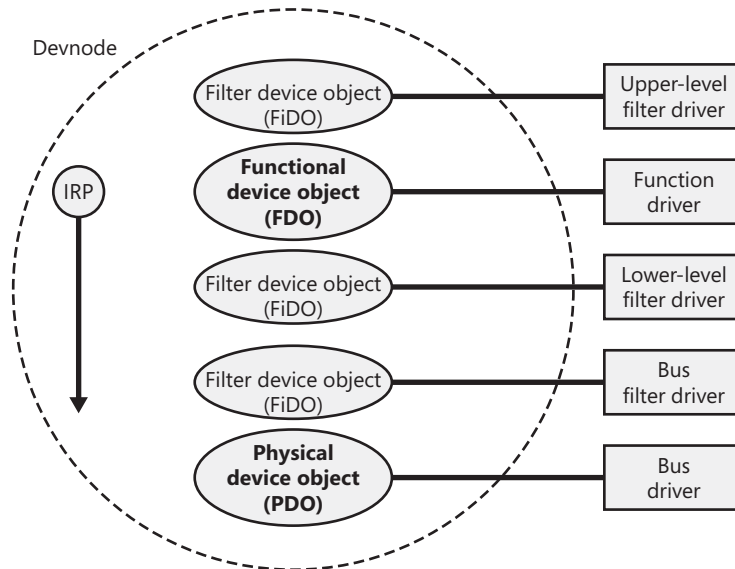 Devnode
Filter device object
(FiDO)
Upper-level
filter driver
IRP
Functional
device object
(FDO)
Function
driver
Filter device object
(FiDO)
Lower-level
filter driver
Filter device object
(FiDO)
Bus
filter driver
Physical
device object
(PDO)
Bus
driver